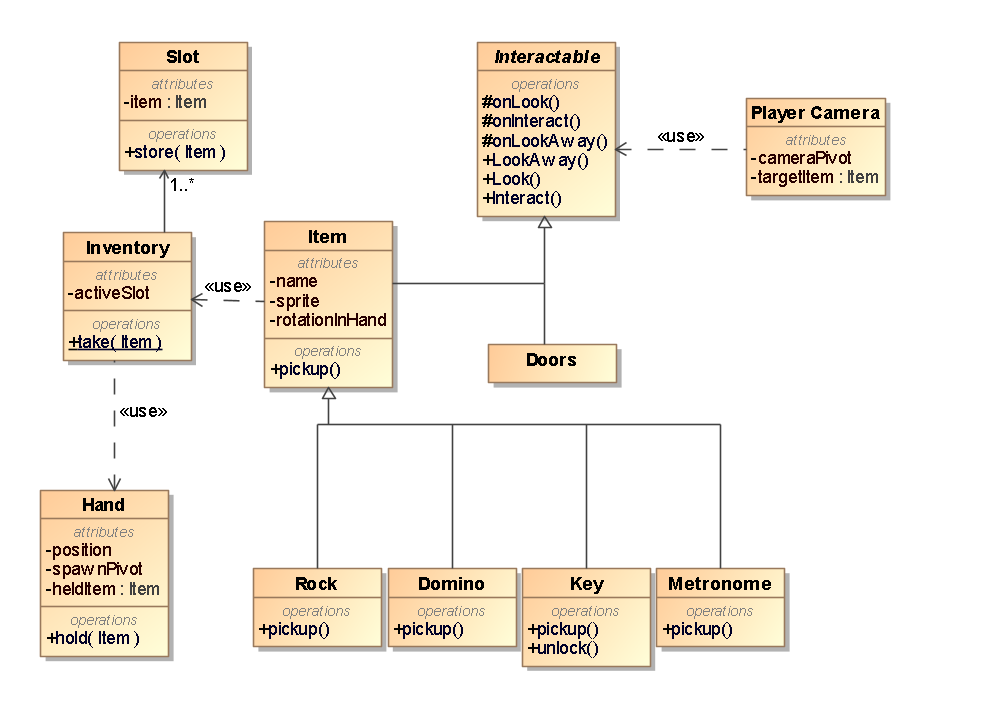 Slot
attributes
-item : Item
operations
+store( Item )
1..*
Interactable
operations
#onLook()
#onInteract()
#onLookAway()
+LookAway()
+Look()
+Interact()
«use»
Player Camera
attributes
-cameraPivot
-targetItem : Item
Inventory
attributes
-activeSlot
operations
+take( Item )
«use»
Item
attributes
-name
-sprite
-rotationInHand
operations
+pickup()
Doors
«use»
Hand
attributes
-position
-spawnPivot
-heldItem : Item
operations
+hold( Item )
Rock
operations
+pickup()
Domino
operations
+pickup()
Key
operations
+pickup()
+unlock()
Metronome
operations
+pickup()